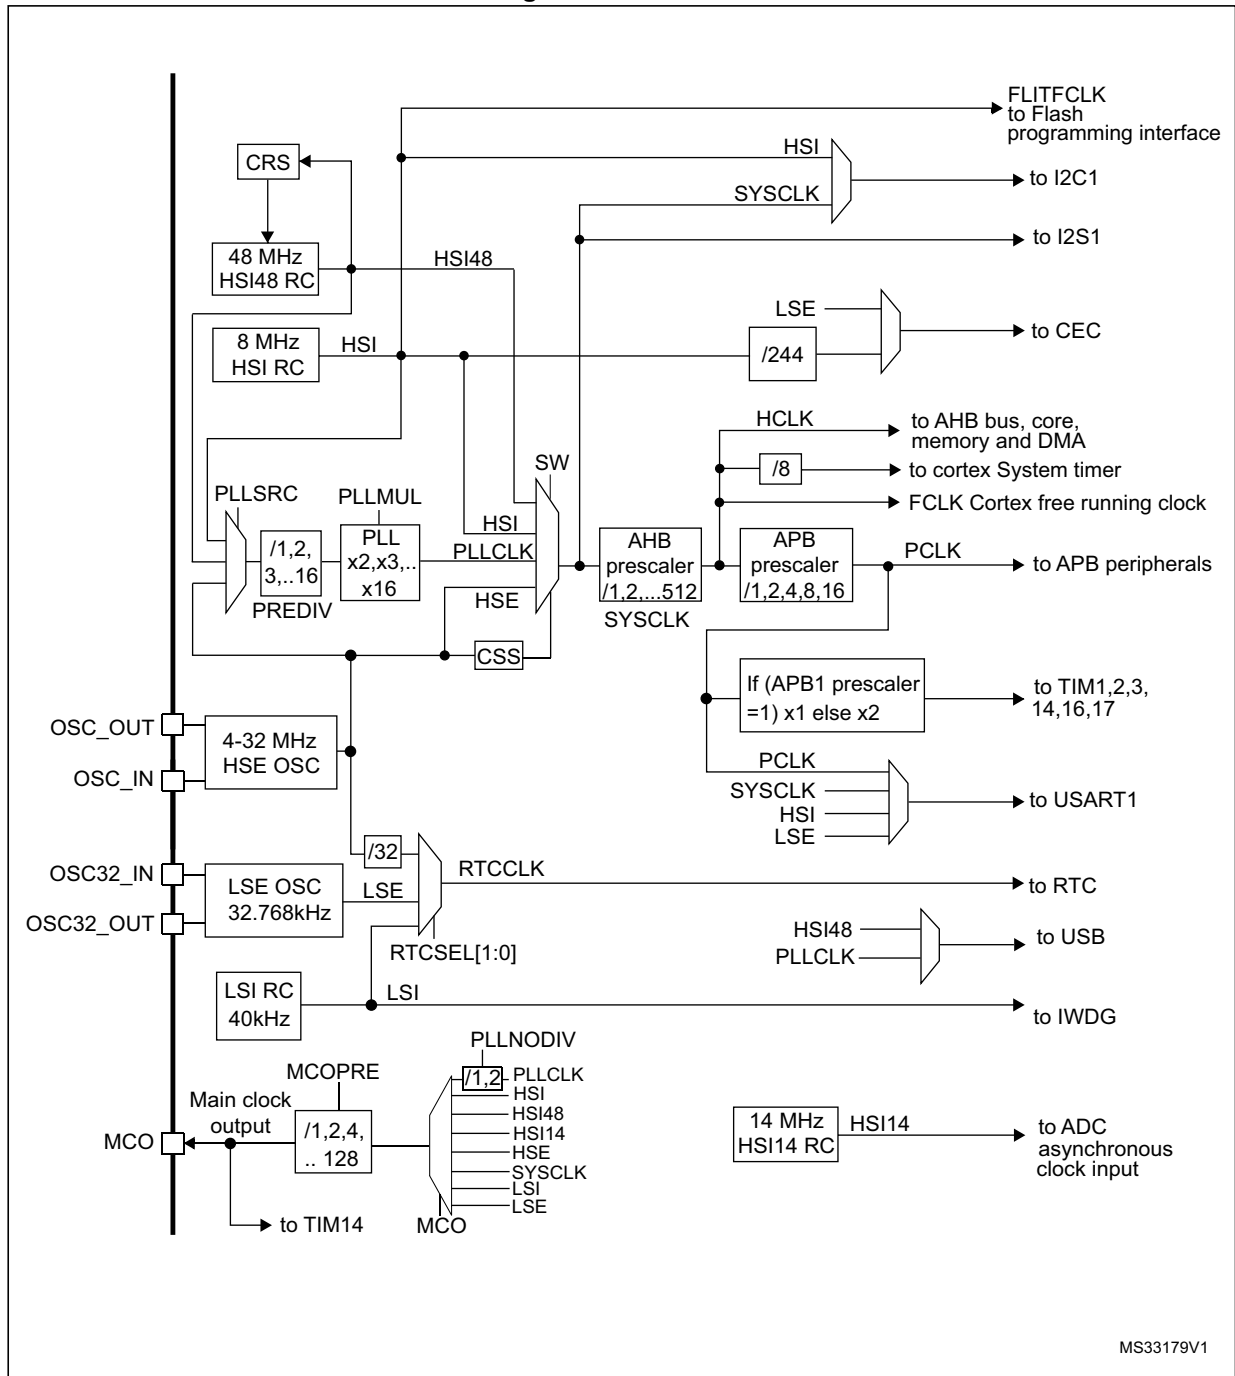 FLITFCLK
to Flash
programming interface
HSI
CRS
to I2C1
SYSCLK
to I2S1
48 MHz
HSI48 RC
HSI48
LSE
to CEC
8 MHz
HSI RC
HSI
/244
HCLK
to AHB bus, core,
memory and DMA
/8
to cortex System timer
SW
PLLSRC
PLLMUL
FCLK Cortex free running clock
HSI
/1,2,
3,..16
PREDIV
PLL
x2,x3,..
x16
PLLCLK
AHB
prescaler
/1,2,...512
SYSCLK
APB
prescaler
/1,2,4,8,16
PCLK
to APB peripherals
HSE
CSS
If (APB1 prescaler
=1) x1 else x2
to TIM1,2,3,
14,16,17
OSC_OUT
4-32 MHz
HSE OSC
OSC_IN
PCLK
SYSCLK
HSI
LSE
to USART1
/32
OSC32_IN
LSE OSC
32.768kHz
LSE
RTCCLK
to RTC
OSC32_OUT
RTCSEL[1:0]
HSI48
PLLCLK
to USB
LSI RC
40kHz
LSI
to IWDG
PLLNODIV
MCOPRE
/1,2
PLLCLK
HSI
HSI48
HSI14
HSE
SYSCLK
LSI
LSE
Main clock
output
MCO
/1,2,4,
.. 128
14 MHz
HSI14 RC
HSI14
to ADC
asynchronous
clock input
to TIM14
MCO
MS33179V1